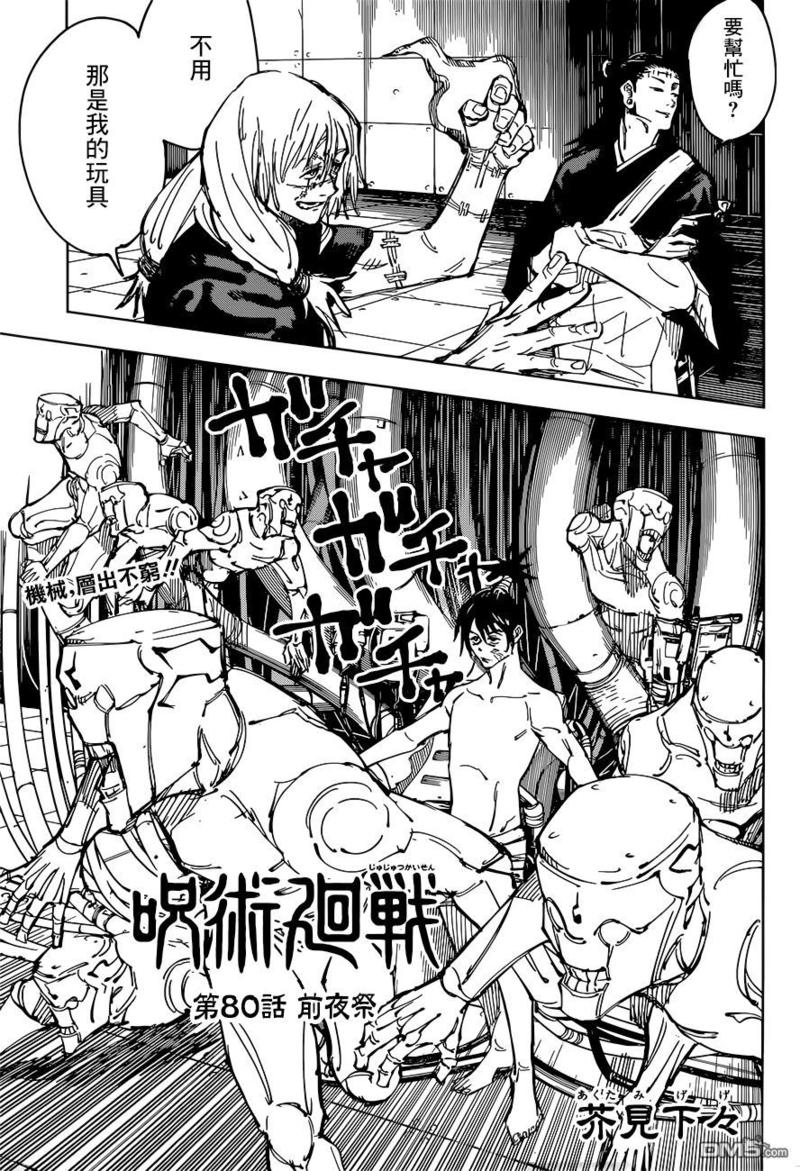 要幫忙嗎?
不用
那是我的玩具
ガチャ
ガチャ
ガチャ
機械,層出不窮!!
じゅじゅつかいせん
呪術廻戦
第80話 前夜祭
あくたみげげ
芥見下々
DM5.com